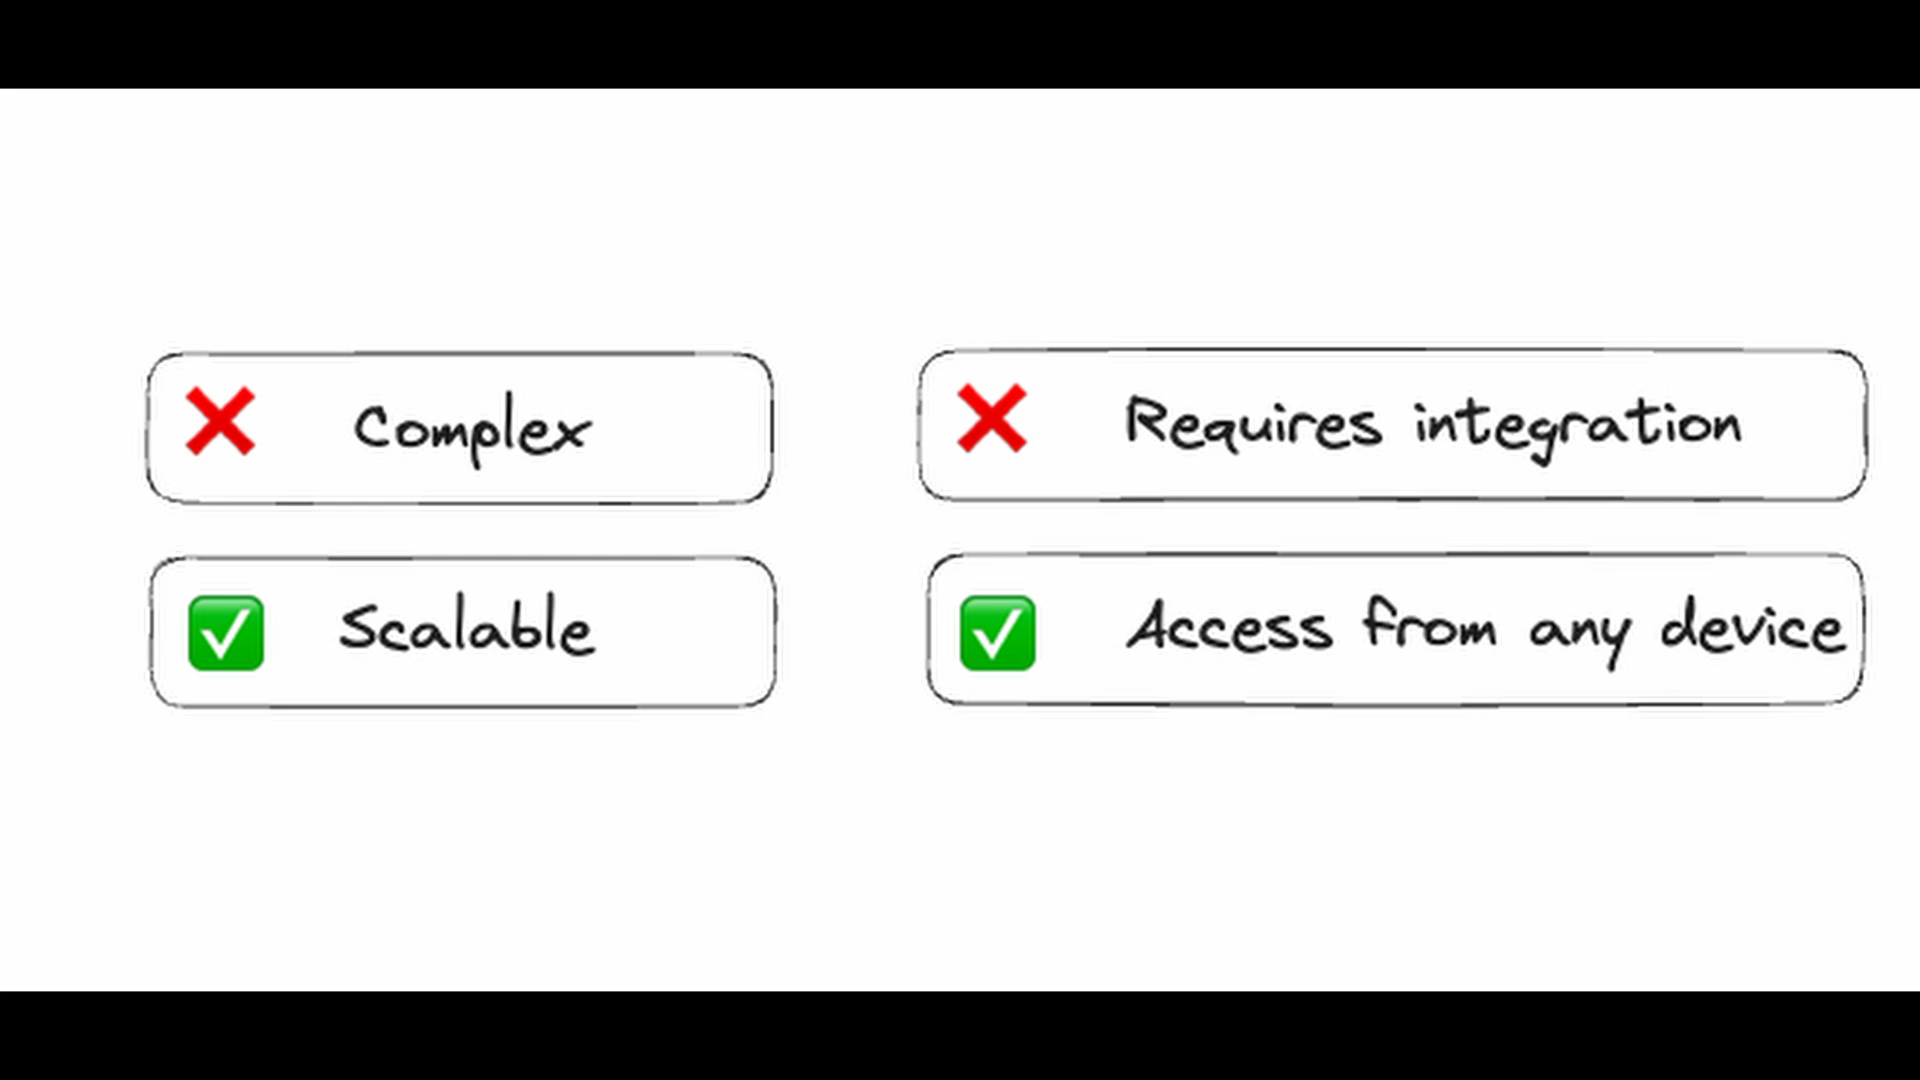 ❌ Complex
❌ Requires integration
✅ Scalable
✅ Access from any device